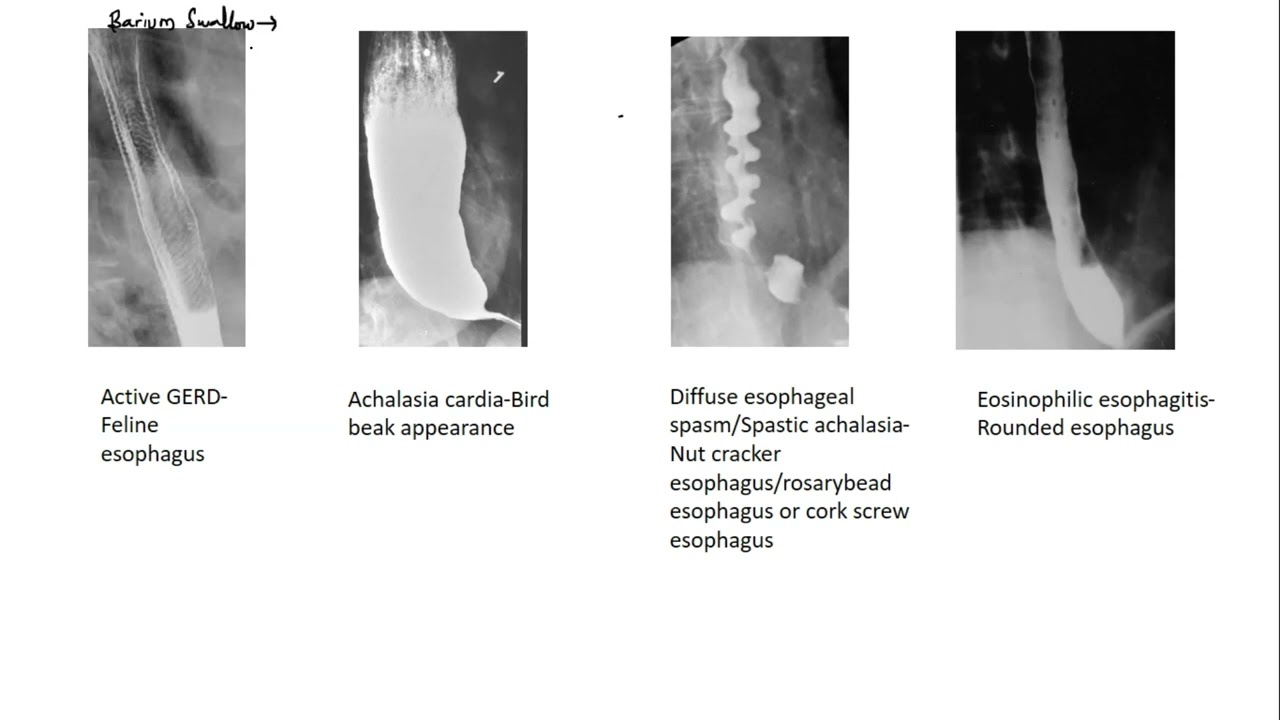 Barium Swallow→
Active GERD-
Feline
esophagus
Achalasia cardia-Bird
beak appearance
Diffuse esophageal
spasm/Spastic achalasia-
Nut cracker
esophagus/rosarybead
esophagus or cork screw
esophagus
Eosinophilic esophagitis-
Rounded esophagus